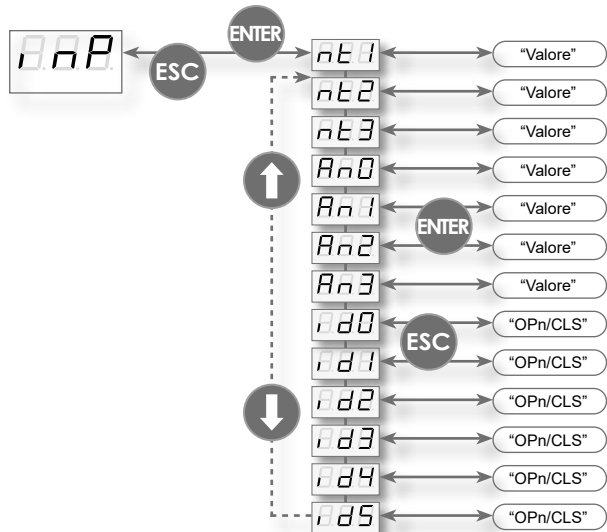 inP
ENTER
ESC
nt1 "Valore"
nt2 "Valore"
nt3 "Valore"
An0 "Valore"
An1 "Valore"
ENTER
An2 "Valore"
An3 "Valore"
id0 "OPn/CLS"
ESC
id1 "OPn/CLS"
id2 "OPn/CLS"
id3 "OPn/CLS"
id4 "OPn/CLS"
id5 "OPn/CLS"